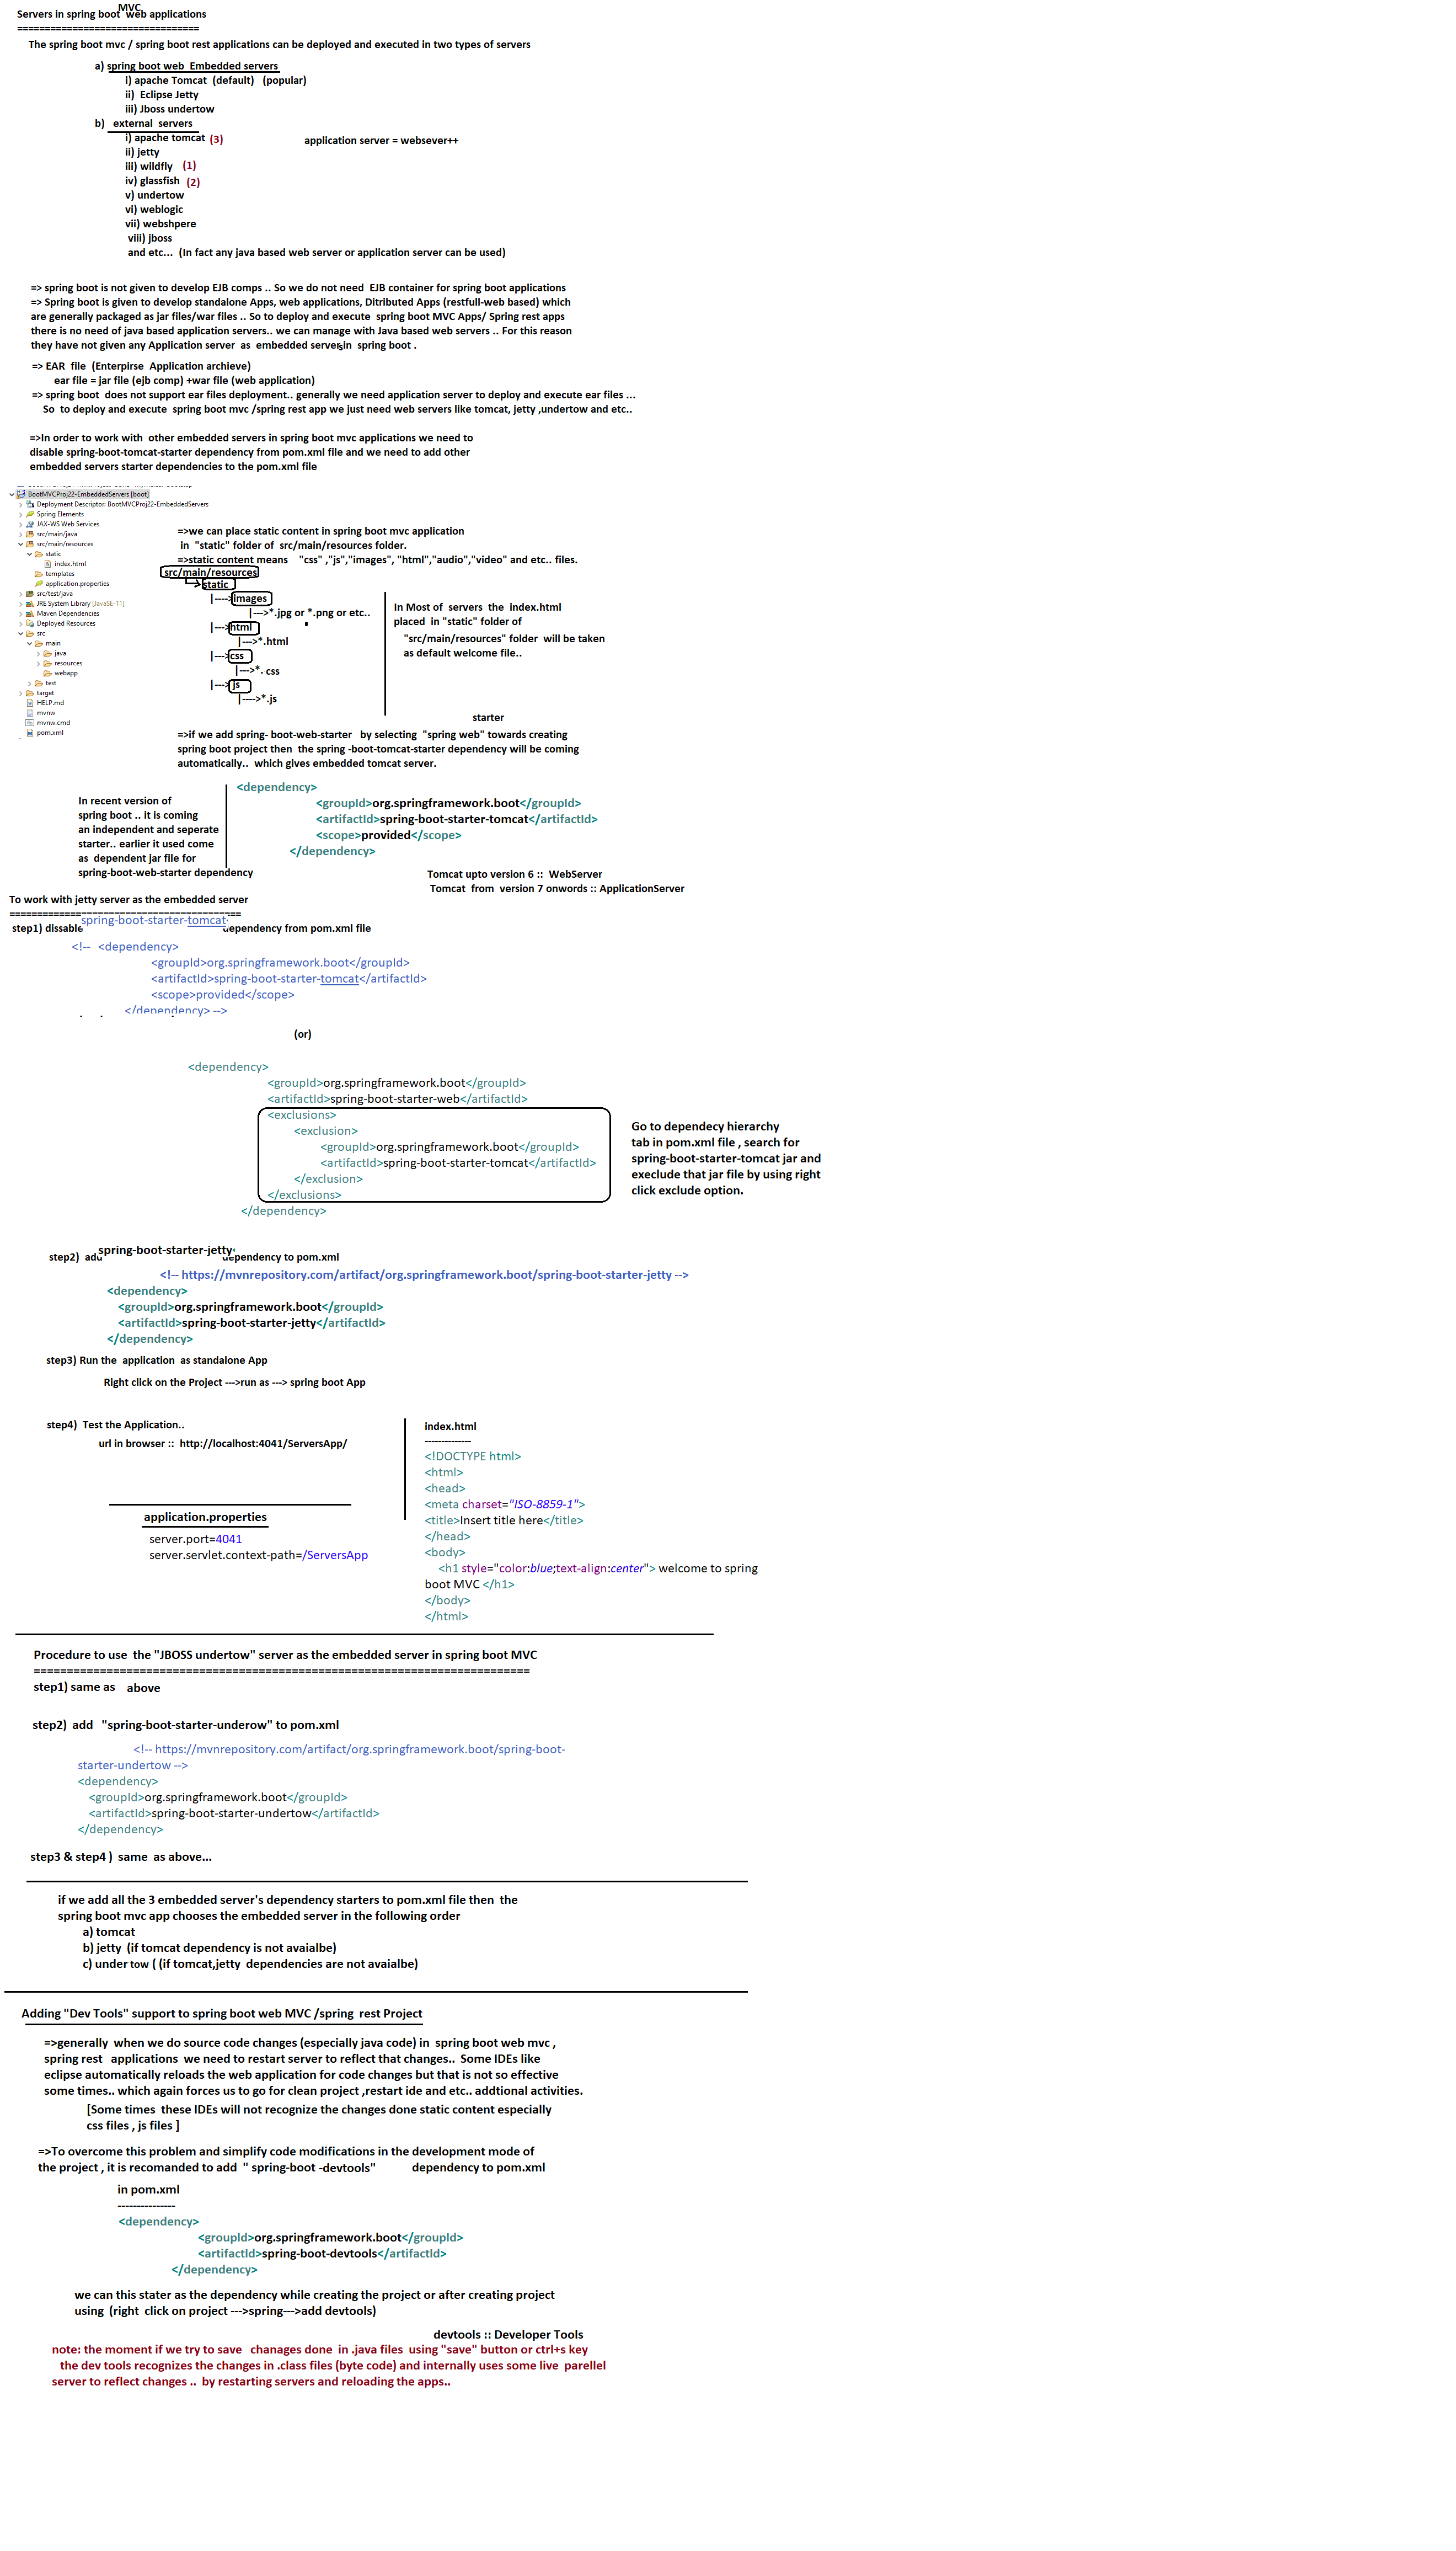 MVC
Servers in spring boot web applications
=================================
The spring boot mvc / spring boot rest applications can be deployed and executed in two types of servers
a) spring boot web Embedded servers
i) apache Tomcat (default) (popular)
ii) Eclipse Jetty
iii) Jboss undertow
b) external servers
i) apache tomcat (3)
application server = websever++
ii) jetty
iii) wildfly (1)
iv) glassfish (2)
v) undertow
vi) weblogic
vii) webshpere
viii) jboss
and etc... (In fact any java based web server or application server can be used)
=> spring boot is not given to develop EJB comps .. So we do not need EJB container for spring boot applications
=> Spring boot is given to develop standalone Apps, web applications, Ditributed Apps (restfull-web based) which
are generally packaged as jar files/war files .. So to deploy and execute spring boot MVC Apps/ Spring rest apps
there is no need of java based application servers.. we can manage with Java based web servers .. For this reason
they have not given any Application server as embedded servers in spring boot .
=> EAR file (Enterpirse Application archieve)
ear file = jar file (ejb comp) +war file (web application)
=> spring boot does not support ear files deployment.. generally we need application server to deploy and execute ear files ...
So to deploy and execute spring boot mvc /spring rest app we just need web servers like tomcat, jetty ,undertow and etc..
=>In order to work with other embedded servers in spring boot mvc applications we need to
disable spring-boot-tomcat-starter dependency from pom.xml file and we need to add other
embedded servers starter dependencies to the pom.xml file
BootMVCProj22-EmbeddedServers [boot]
Deployment Descriptor: BootMVCProj22-EmbeddedServers
Spring Elements
JAX-WS Web Services
src/main/java
src/main/resources
static
index.html
templates
application.properties
src/test/java
JRE System Library [JavaSE-11]
Maven Dependencies
Deployed Resources
src
main
java
resources
webapp
test
target
HELP.md
mvnw
mvnw.cmd
pom.xml
=>we can place static content in spring boot mvc application
in "static" folder of src/main/resources folder.
=>static content means "css" ,"js","images", "html","audio","video" and etc.. files.
src/main/resources
static
|---->images
|--->*.jpg or *.png or etc..
|--->html
|--->*.html
|--->css
|--->*. css
|--->js
|---->*.js
In Most of servers the index.html
placed in "static" folder of
"src/main/resources" folder will be taken
as default welcome file..
starter
=>if we add spring- boot-web-starter by selecting "spring web" towards creating
spring boot project then the spring -boot-tomcat-starter dependency will be coming
automatically.. which gives embedded tomcat server.
In recent version of
spring boot .. it is coming
an independent and seperate
starter.. earlier it used come
as dependent jar file for
spring-boot-web-starter dependency
<dependency>
<groupId>org.springframework.boot</groupId>
<artifactId>spring-boot-starter-tomcat</artifactId>
<scope>provided</scope>
</dependency>
Tomcat upto version 6 :: WebServer
Tomcat from version 7 onwords :: ApplicationServer
To work with jetty server as the embedded server
==========================================
step1) dissable spring-boot-starter-tomcat dependency from pom.xml file
<!-- <dependency>
<groupId>org.springframework.boot</groupId>
<artifactId>spring-boot-starter-tomcat</artifactId>
<scope>provided</scope>
</dependency> -->
(or)
<dependency>
<groupId>org.springframework.boot</groupId>
<artifactId>spring-boot-starter-web</artifactId>
<exclusions>
<exclusion>
<groupId>org.springframework.boot</groupId>
<artifactId>spring-boot-starter-tomcat</artifactId>
</exclusion>
</exclusions>
</dependency>
Go to dependecy hierarchy
tab in pom.xml file , search for
spring-boot-starter-tomcat jar and
execlude that jar file by using right
click exclude option.
step2) add spring-boot-starter-jetty dependency to pom.xml
<!-- https://mvnrepository.com/artifact/org.springframework.boot/spring-boot-starter-jetty -->
<dependency>
<groupId>org.springframework.boot</groupId>
<artifactId>spring-boot-starter-jetty</artifactId>
</dependency>
step3) Run the application as standalone App
Right click on the Project --->run as ---> spring boot App
step4) Test the Application..
url in browser :: http://localhost:4041/ServersApp/
application.properties
server.port=4041
server.servlet.context-path=/ServersApp
index.html
--------------
<!DOCTYPE html>
<html>
<head>
<meta charset="ISO-8859-1">
<title>Insert title here</title>
</head>
<body>
<h1 style="color:blue;text-align:center"> welcome to spring
boot MVC </h1>
</body>
</html>
Procedure to use the "JBOSS undertow" server as the embedded server in spring boot MVC
===========================================================================
step1) same as above
step2) add "spring-boot-starter-underow" to pom.xml
<!-- https://mvnrepository.com/artifact/org.springframework.boot/spring-boot-
starter-undertow -->
<dependency>
<groupId>org.springframework.boot</groupId>
<artifactId>spring-boot-starter-undertow</artifactId>
</dependency>
step3 & step4 ) same as above...
if we add all the 3 embedded server's dependency starters to pom.xml file then the
spring boot mvc app chooses the embedded server in the following order
a) tomcat
b) jetty (if tomcat dependency is not avaialbe)
c) under tow ( (if tomcat,jetty dependencies are not avaialbe)
Adding "Dev Tools" support to spring boot web MVC /spring rest Project
=>generally when we do source code changes (especially java code) in spring boot web mvc ,
spring rest applications we need to restart server to reflect that changes.. Some IDEs like
eclipse automatically reloads the web application for code changes but that is not so effective
some times.. which again forces us to go for clean project ,restart ide and etc.. addtional activities.
[Some times these IDEs will not recognize the changes done static content especially
css files , js files ]
=>To overcome this problem and simplify code modifications in the development mode of
the project , it is recomanded to add " spring-boot -devtools" dependency to pom.xml
in pom.xml
---------------
<dependency>
<groupId>org.springframework.boot</groupId>
<artifactId>spring-boot-devtools</artifactId>
</dependency>
we can this stater as the dependency while creating the project or after creating project
using (right click on project --->spring--->add devtools)
devtools :: Developer Tools
note: the moment if we try to save chanages done in .java files using "save" button or ctrl+s key
the dev tools recognizes the changes in .class files (byte code) and internally uses some live parellel
server to reflect changes .. by restarting servers and reloading the apps..